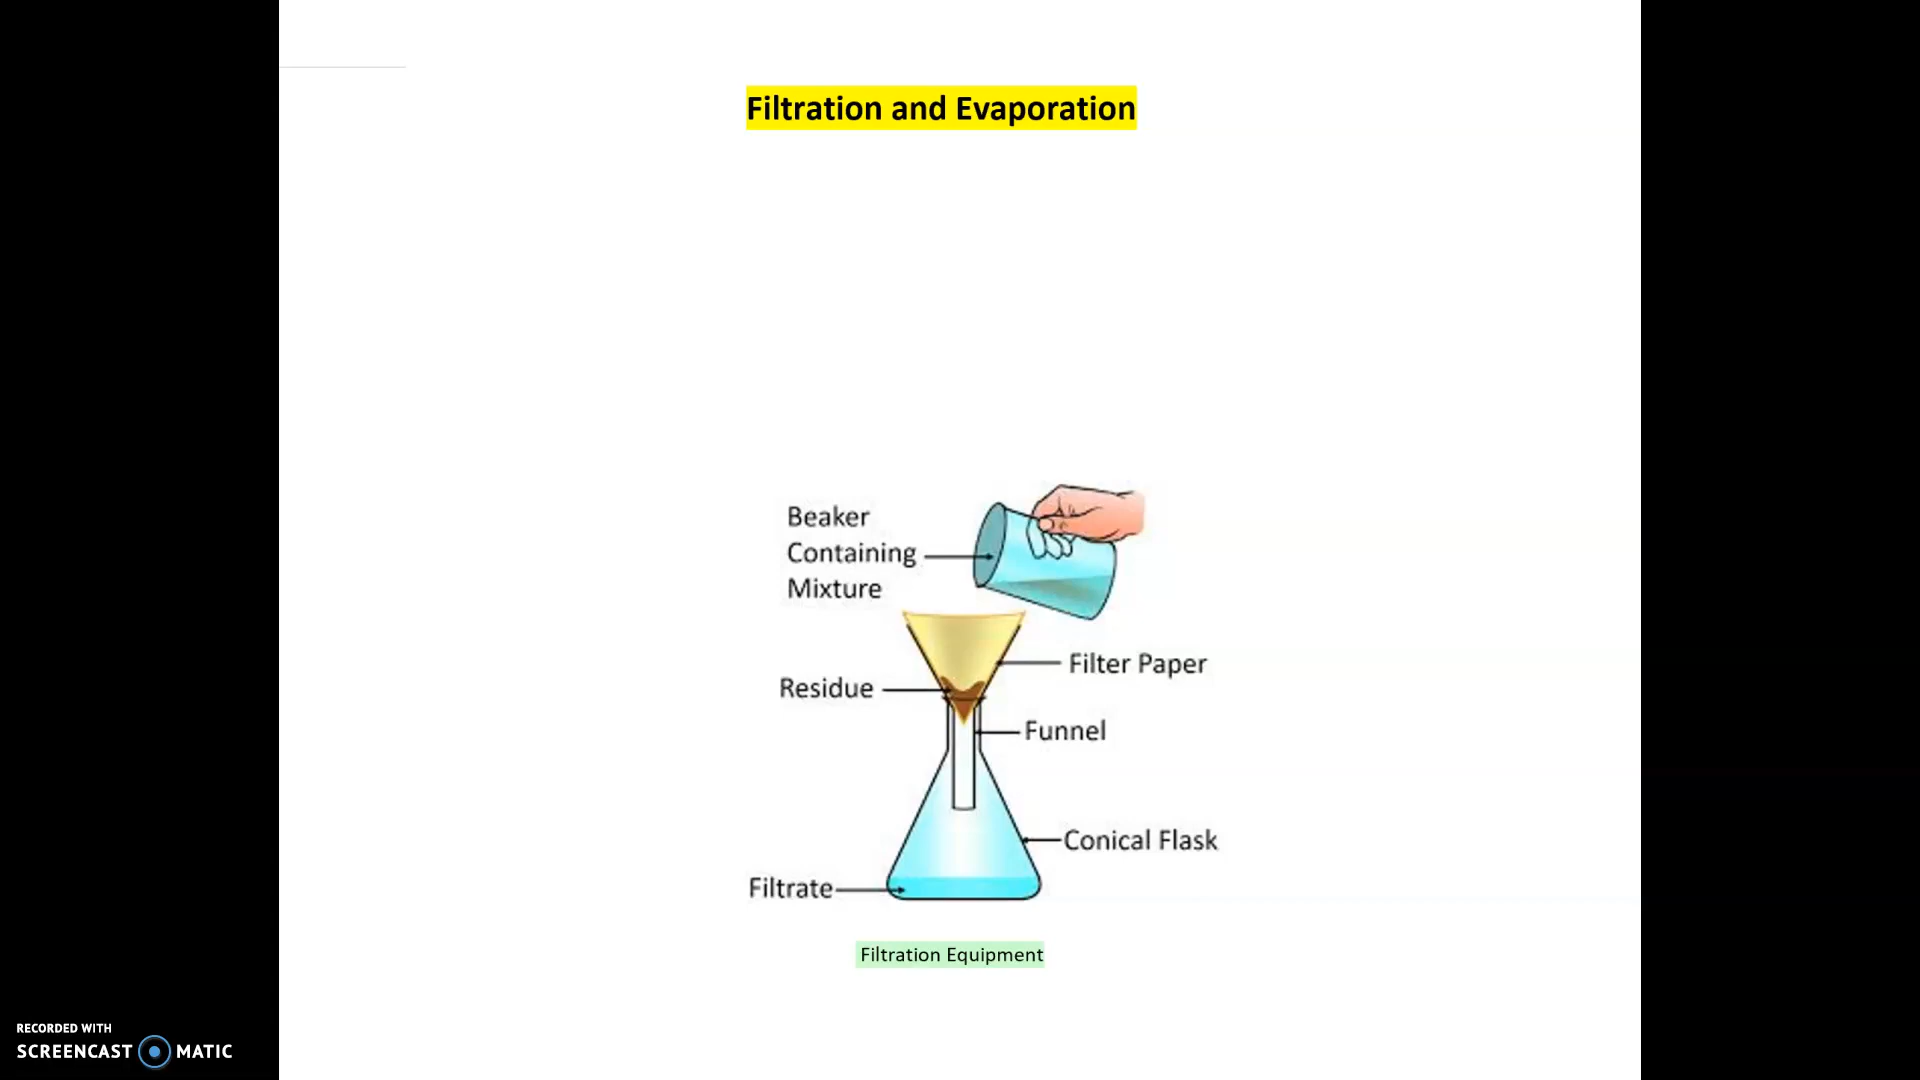 Filtration and Evaporation
Beaker
Containing
Mixture
Filter Paper
Residue
Funnel
Conical Flask
Filtrate
Filtration Equipment
RECORDED WITH
SCREENCAST MATIC